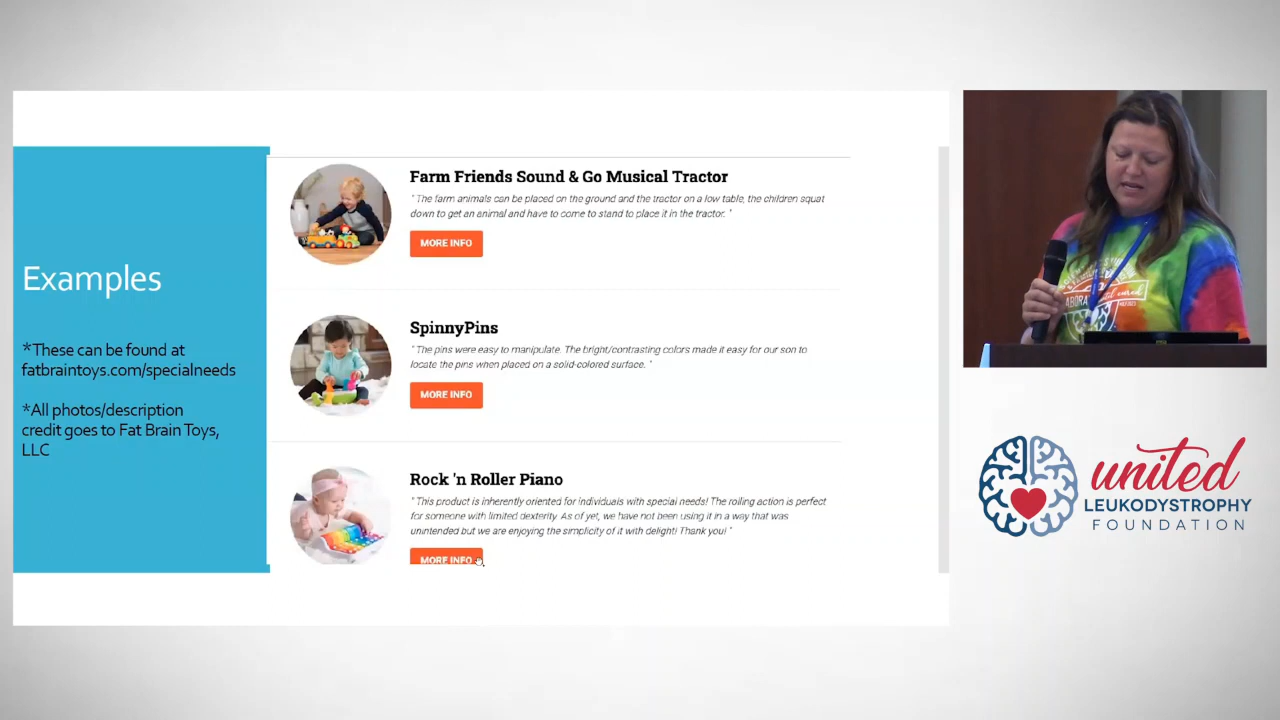 Examples
*These can be found at
fatbraintoys.com/specialneeds
*All photos/description
credit goes to Fat Brain Toys,
LLC
Farm Friends Sound & Go Musical Tractor
"The farm animals can be placed on the ground and the tractor on a low table, the children squat
down to get an animal and have to come to stand to place it in the tractor. "
MORE INFO
SpinnyPins
"The pins were easy to manipulate. The bright/contrasting colors made it easy for our son to
locate the pins when placed on a solid-colored surface. "
MORE INFO
Rock 'n Roller Piano
"This product is inherently oriented for individuals with special needs! The rolling action is perfect
for someone with limited dexterity. As of yet, we have not been using it in a way that was
unintended but we are enjoying the simplicity of it with delight! Thank you! "
MORE INFO
united
LEUKODYSTROPHY
FOUNDATION